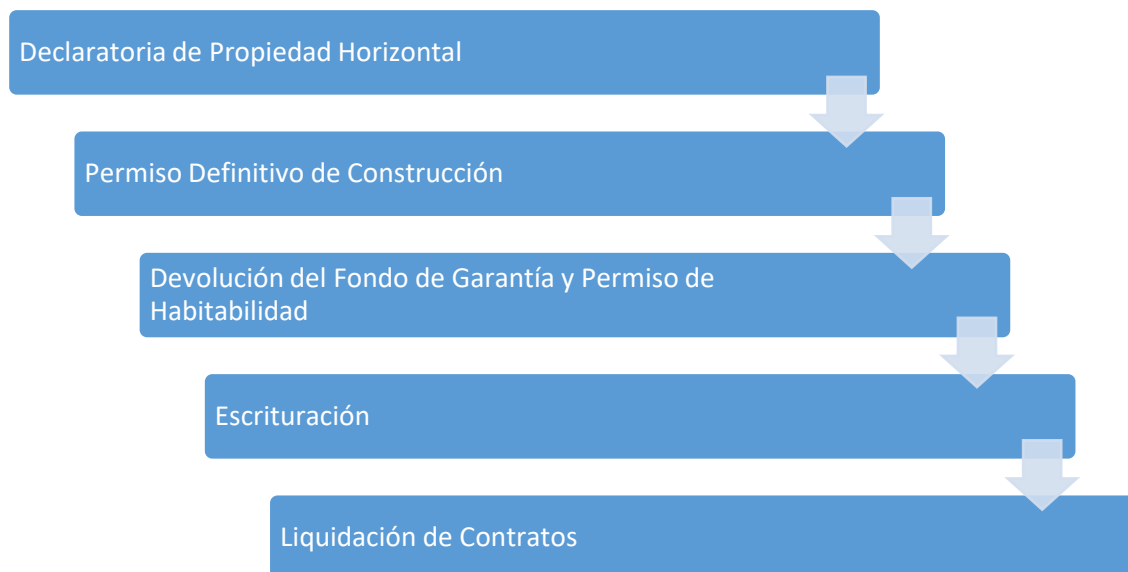 Declaratoria de Propiedad Horizontal
Permiso Definitivo de Construcción
Devolución del Fondo de Garantía y Permiso de
Habitabilidad
Escrituración
Liquidación de Contratos